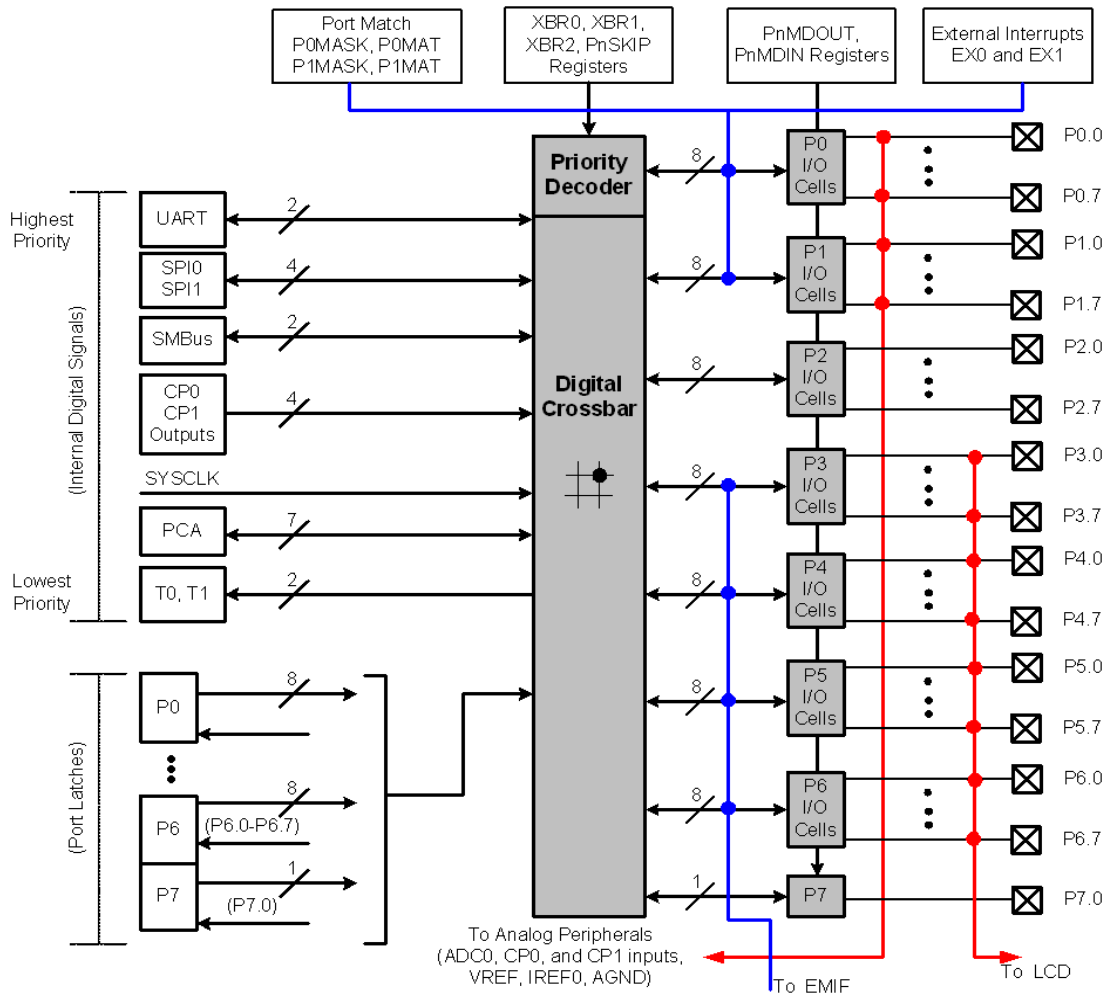 Port Match
P0MASK, P0MAT
P1MASK, P1MAT
XBR0, XBR1,
XBR2, PnSKIP
Registers
PnMDOUT,
PnMDIN Registers
External Interrupts
EX0 and EX1
Priority
Decoder
8
P0
I/O
Cells
P0.0
P0.7
Highest
Priority
UART
2
8
P1
I/O
Cells
P1.0
P1.7
SPI0
SPI1
4
SMBus
2
8
P2
I/O
Cells
P2.0
P2.7
(Internal Digital Signals)
CP0
CP1
Outputs
4
Digital
Crossbar
8
P3
I/O
Cells
P3.0
P3.7
SYSCLK
PCA
7
8
P4
I/O
Cells
P4.0
P4.7
Lowest
Priority
T0, T1
2
8
P5
I/O
Cells
P5.0
P5.7
(Port Latches)
P0
8
8
P6
I/O
Cells
P6.0
P6.7
P6
8
(P6.0-P6.7)
P7
1
(P7.0)
1
P7
P7.0
To Analog Peripherals
(ADC0, CP0, and CP1 inputs,
VREF, IREF0, AGND)
To EMIF
To LCD